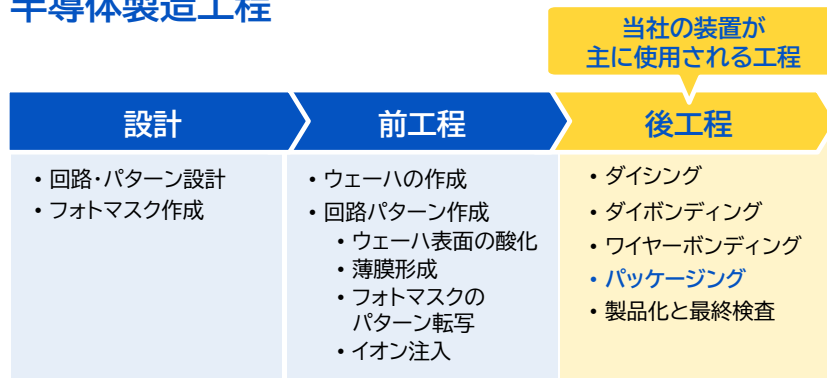 半導体製造工程
当社の装置が
主に使用される工程
設計
前工程
後工程
・回路・パターン設計
・フォトマスク作成
・ウェーハの作成
・回路パターン作成
・ウェーハ表面の酸化
・薄膜形成
・フォトマスクの
パターン転写
・イオン注入
・ダイシング
・ダイボンディング
・ワイヤーボンディング
・パッケージング
・製品化と最終検査